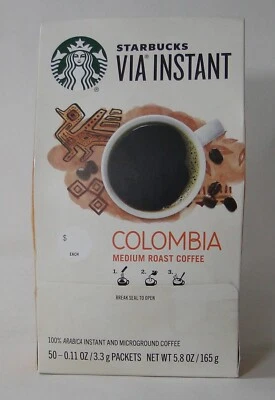 STARBUCKS
VIA® INSTANT
$
EACH
COLOMBIA
MEDIUM ROAST COFFEE
1. 2. 3.
BREAK SEAL TO OPEN
100% ARABICA INSTANT AND MICROGROUND COFFEE
50 – 0.11 OZ / 3.3 g PACKETS NET WT 5.8 OZ / 165 g